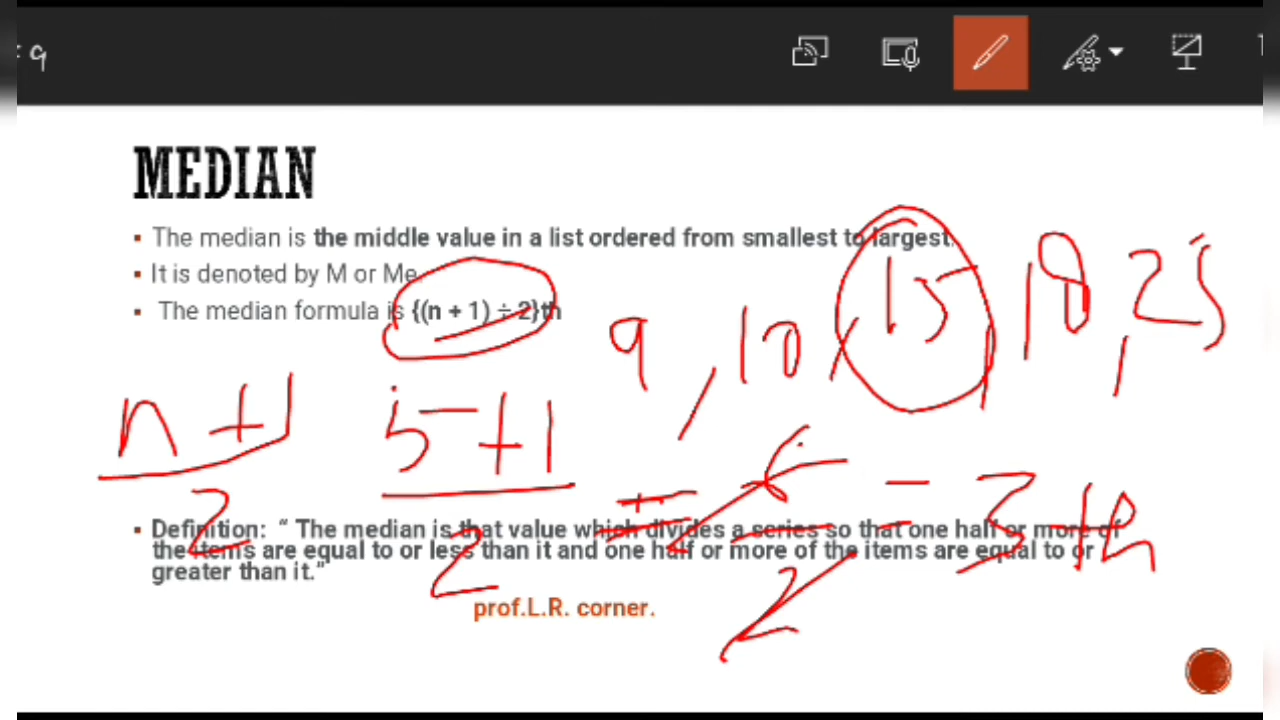 = 9
MEDIAN
▪ The median is the middle value in a list ordered from smallest to largest.
▪ It is denoted by M or Me
▪ The median formula is {(n + 1) ÷ 2}th
9, 10, 15, 18, 25
n+1/2 5+1/2 = 6/2 = 3th
▪ Definition: “ The median is that value which divides a series so that one half or more of
the items are equal to or less than it and one half or more of the items are equal to or
greater than it.”
prof.L.R. corner.